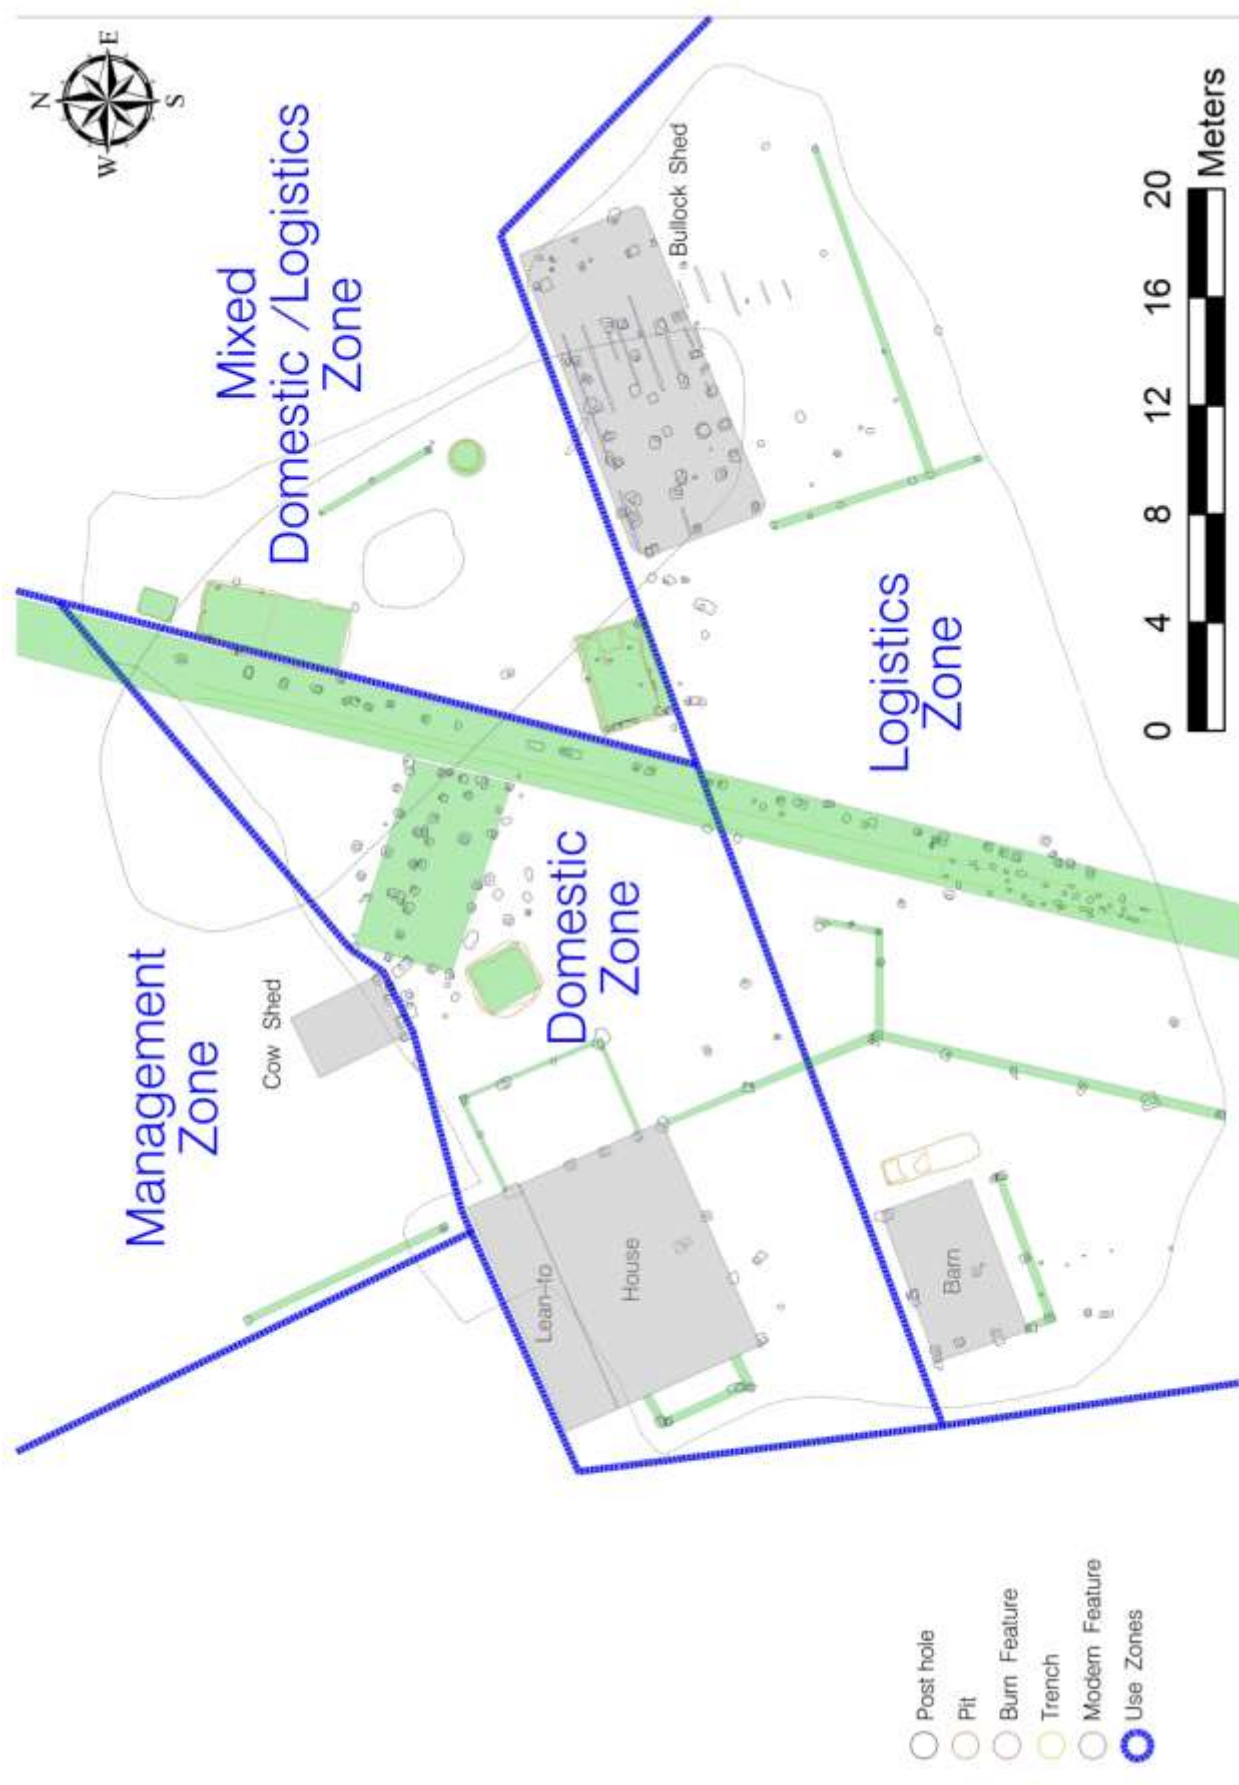 N
E
S
W
Mixed
Domestic /Logistics
Zone
Management
Zone
Cow Shed
Bullock Shed
Domestic
Zone
Logistics
Zone
Lean-to
House
Barn
0 4 8 12 16 20
Meters
Post hole
Pit
Burn Feature
Trench
Modern Feature
Use Zones